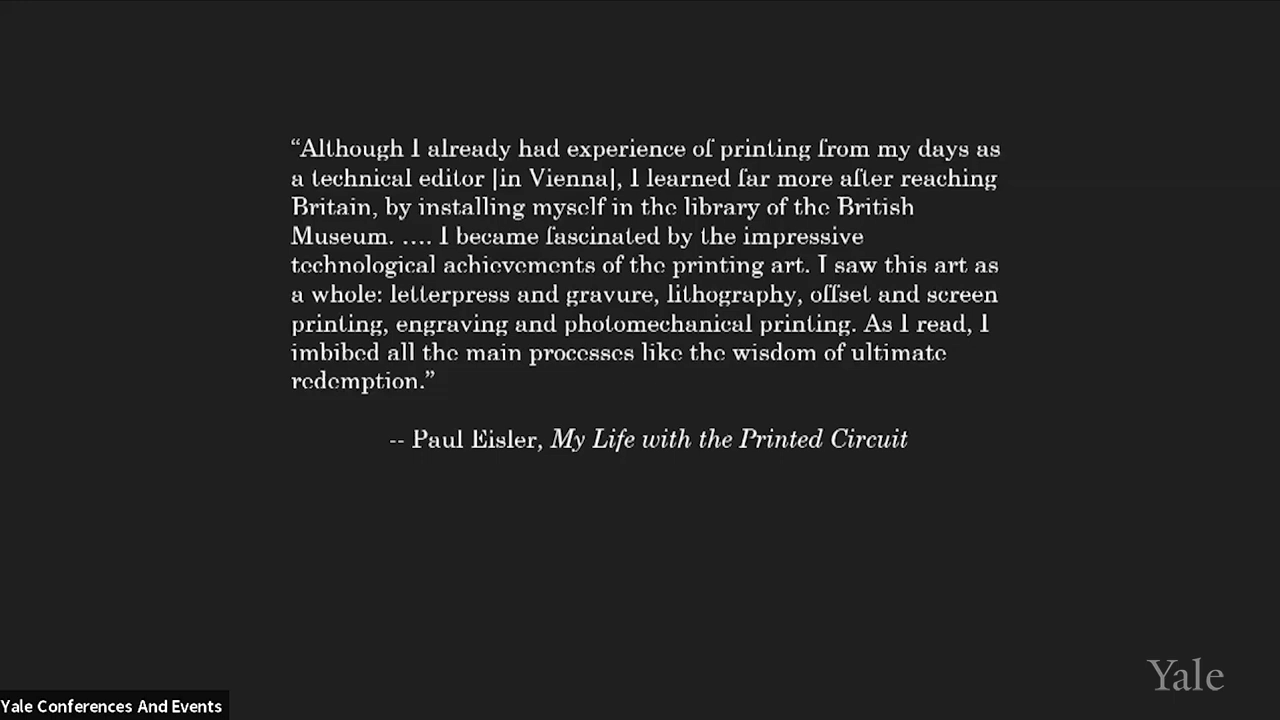 “Although I already had experience of printing from my days as
a technical editor [in Vienna], I learned far more after reaching
Britain, by installing myself in the library of the British
Museum. …. I became fascinated by the impressive
technological achievements of the printing art. I saw this art as
a whole: letterpress and gravure, lithography, offset and screen
printing, engraving and photomechanical printing. As I read, I
imbibed all the main processes like the wisdom of ultimate
redemption.”
-- Paul Eisler, My Life with the Printed Circuit
Yale
Yale Conferences And Events